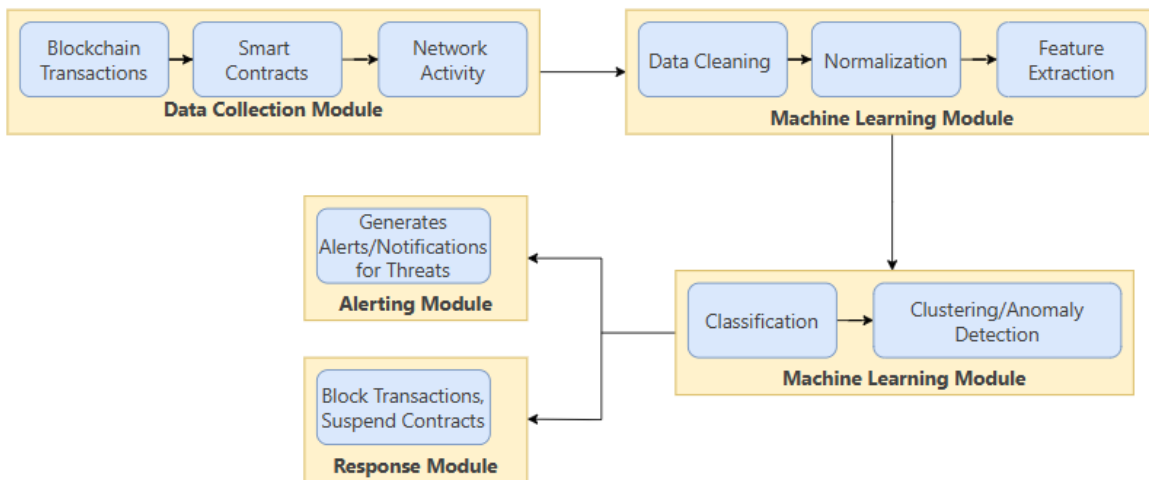 Blockchain
Transactions
Smart
Contracts
Network
Activity
Data Collection Module
Data Cleaning
Normalization
Feature
Extraction
Machine Learning Module
Generates
Alerts/Notifications
for Threats
Alerting Module
Classification
Clustering/Anomaly
Detection
Machine Learning Module
Block Transactions,
Suspend Contracts
Response Module